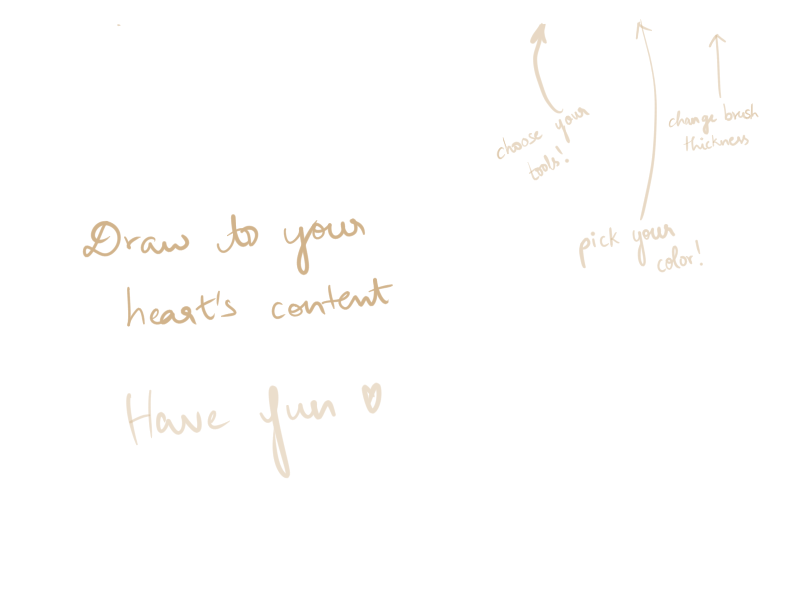 choose your
tools!
change brush
thickness
pick your
color!
Draw to your
heart's content
Have fun ♡